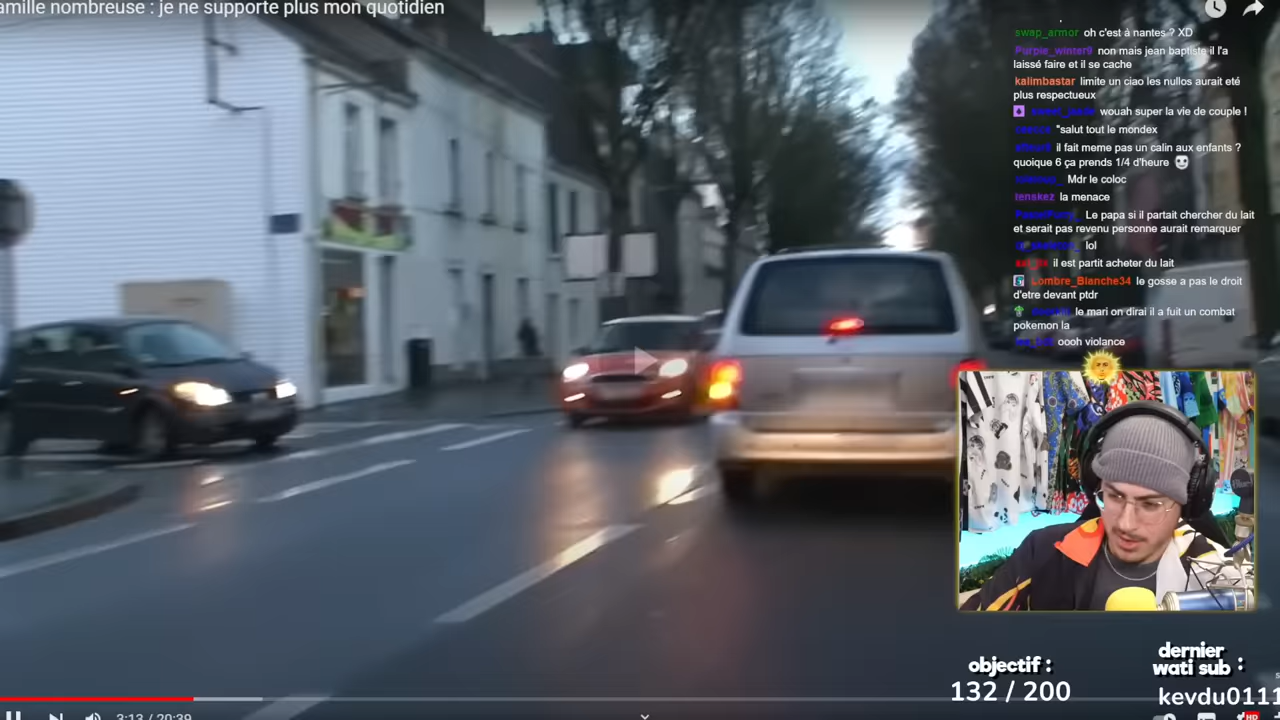 amille nombreuse : je ne supporte plus mon quotidien
swap_armor oh c'est à nantes ? XD
Purple_winter9 non mais jean baptiste il l'a
laissé faire et il se cache
kalimbastar limite un ciao les nullos aurait eté
plus respectueux
wouah super la vie de couple !
"salut tout le mondex
il fait meme pas un calin aux enfants ?
quoique 6 ça prends 1/4 d'heure
Mdr le coloc
renskez la menace
Le papa si il partait chercher du lait
et serait pas revenu personne aurait remarquer
lol
il est partit acheter du lait
Lombre_Blanche34 le gosse a pas le droit
d'etre devant ptdr
le mari on dirai il a fuit un combat
pokemon la
oooh violance
objectif :
132 / 200
dernier
wati sub :
kevdu0111
3:13 / 20:39
HD